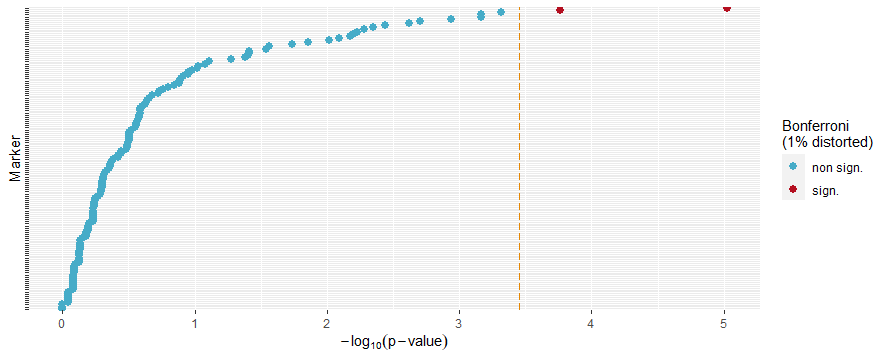 Marker
0
1
2
3
4
5
−log10(p−value)
Bonferroni
(1% distorted)
non sign.
sign.